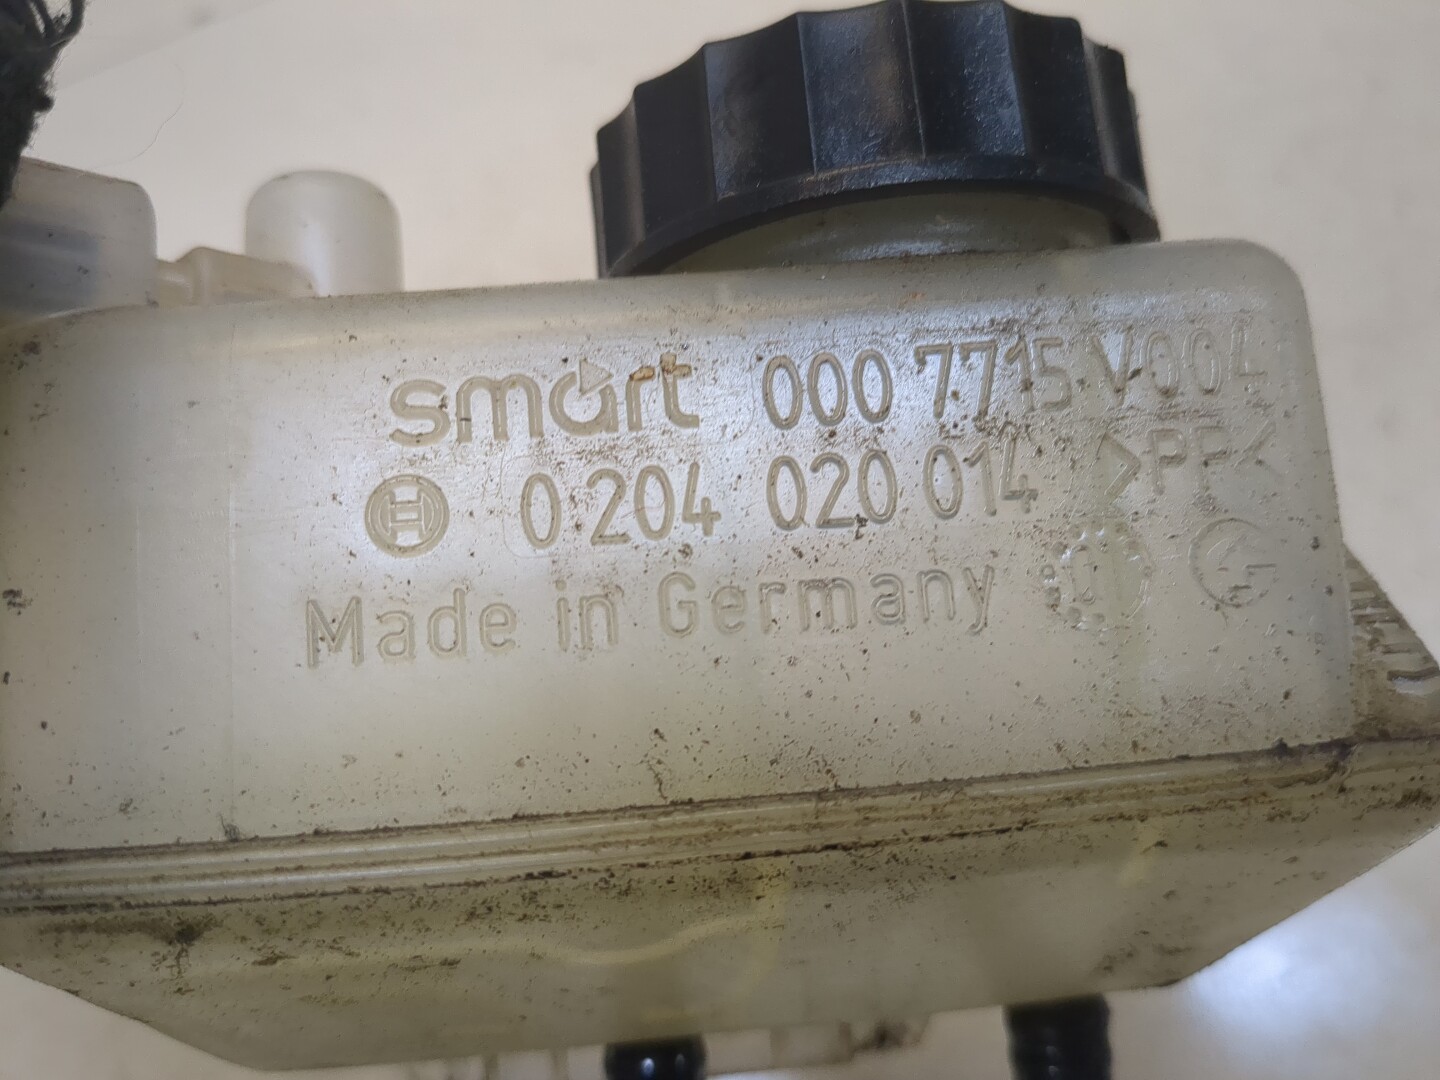 smart 000 7715 V004
0 204 020 014 >PP<
Made in Germany